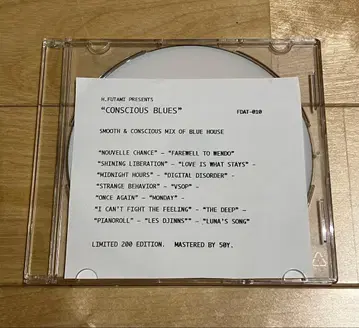 H.FUTAMI PRESENTS
"CONSCIOUS BLUES"
FDAT-010
SMOOTH & CONSCIOUS MIX OF BLUE HOUSE
"NOUVELLE CHANCE" – "FAREWELL TO MENDO"
"SHINING LIBERATION" – "LOVE IS WHAT STAYS" –
"MIDNIGHT HOURS" – "DIGITAL DISORDER" –
"STRANGE BEHAVIOR" – "VSOP" –
"ONCE AGAIN" – "MONDAY" –
"I CAN'T FIGHT THE FEELING" – "THE DEEP" –
"PIANOROLL" – "LES DJINNS"" – "LUNA'S SONG"
LIMITED 200 EDITION. MASTERED BY 50Y.